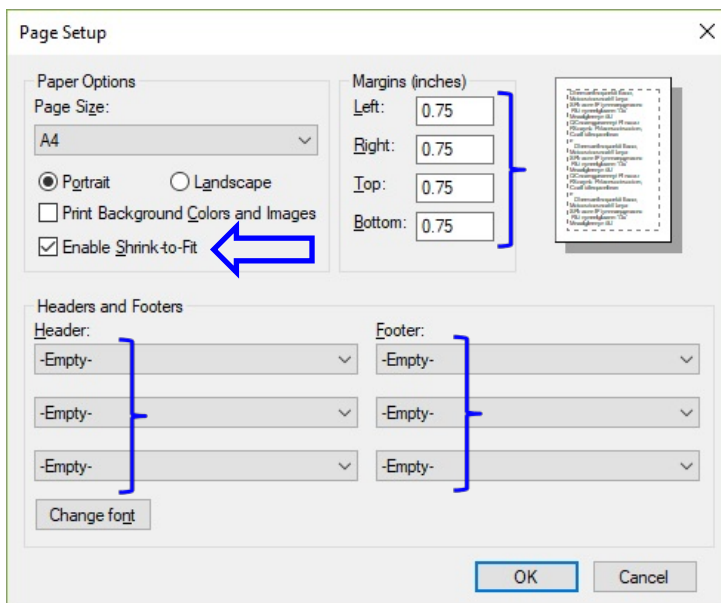 Page Setup
Paper Options
Page Size:
A4
Portrait
Landscape
Print Background Colors and Images
Enable Shrink-to-Fit
Margins (inches)
Left: 0.75
Right: 0.75
Top: 0.75
Bottom: 0.75
Headers and Footers
Header:
Footer:
-Empty-
-Empty-
-Empty-
-Empty-
-Empty-
-Empty-
Change font
OK
Cancel